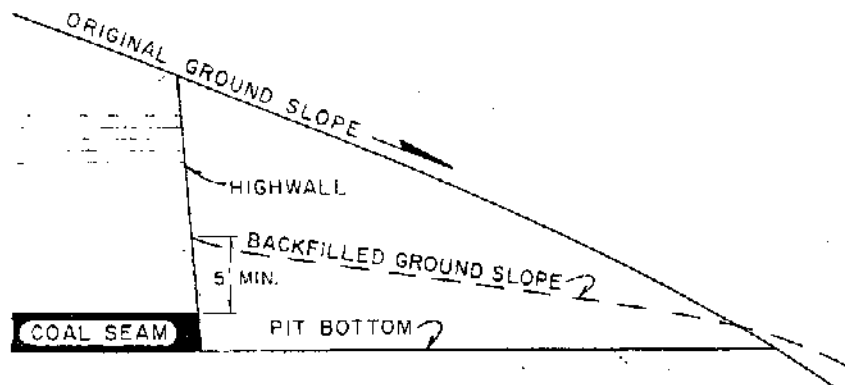 ORIGINAL GROUND SLOPE
HIGHWALL
BACKFILLED GROUND SLOPE
5' MIN.
COAL SEAM
PIT BOTTOM